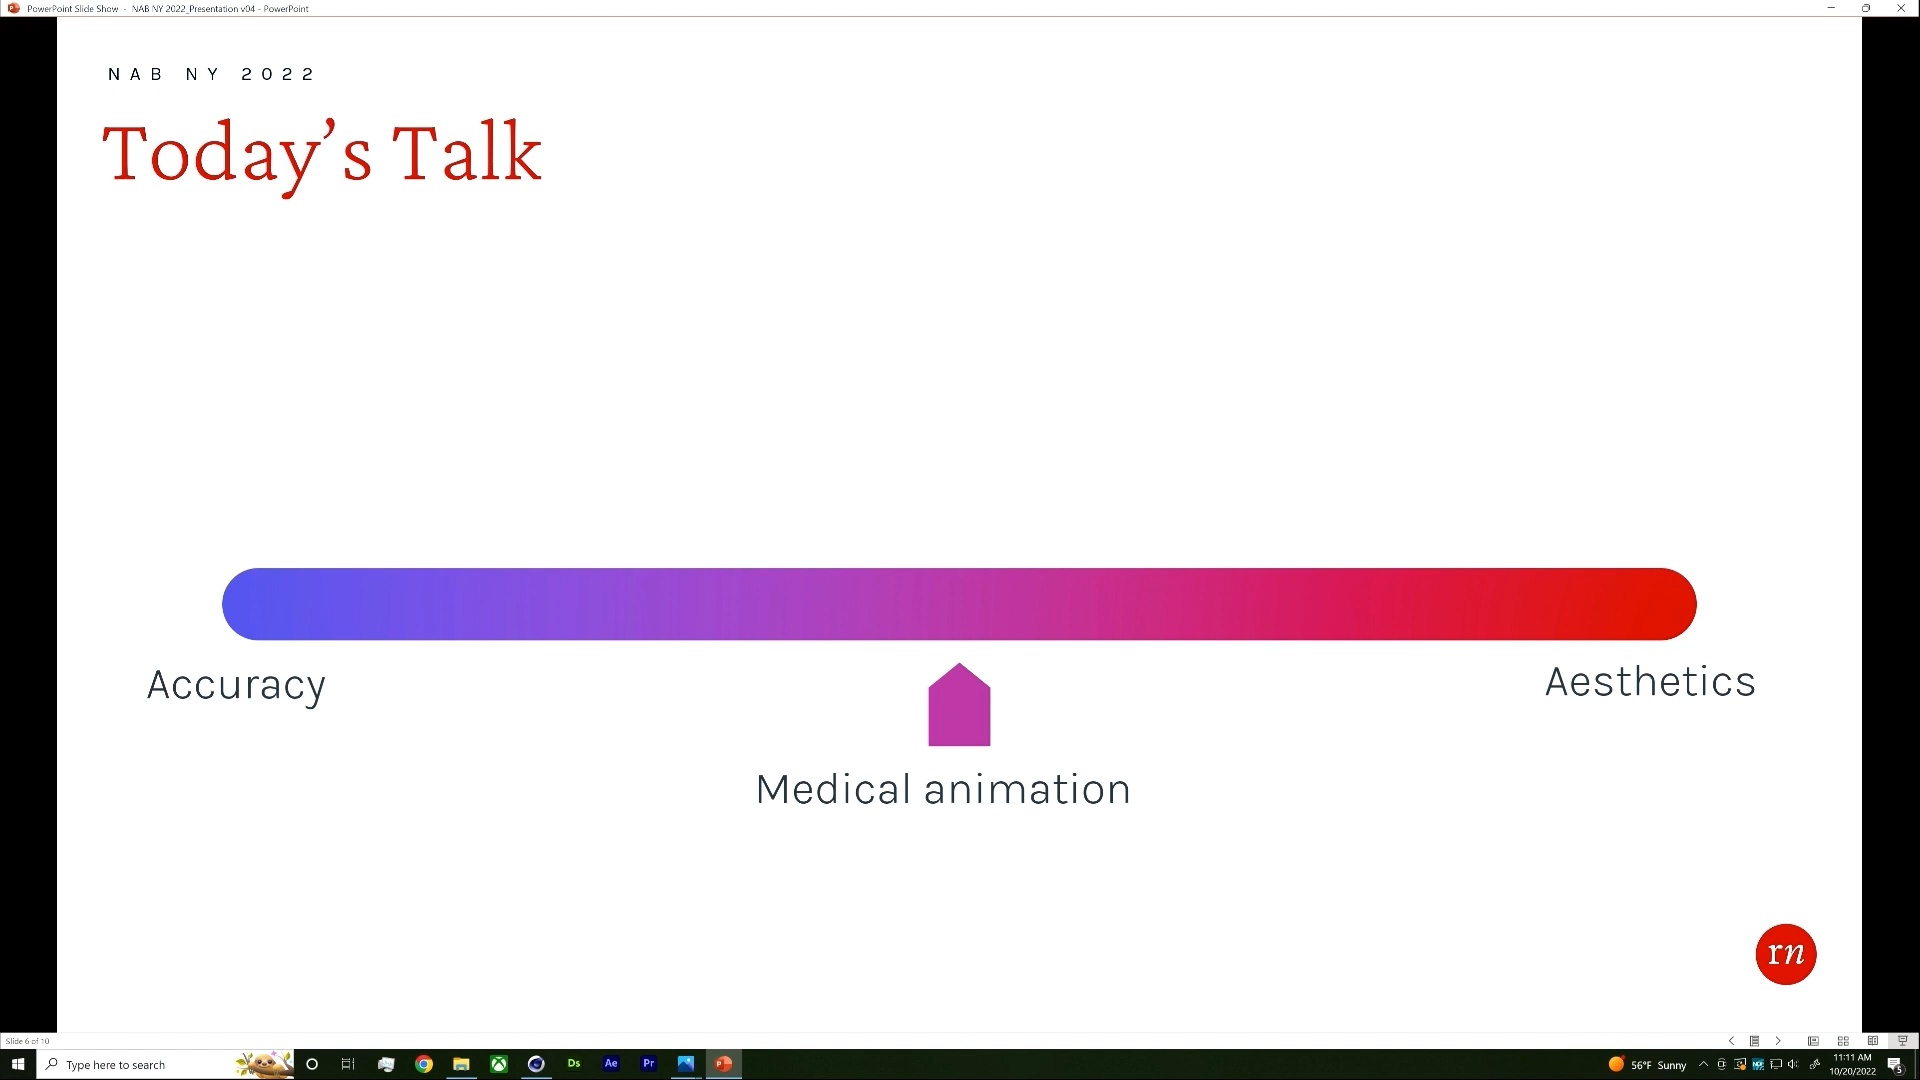 PowerPoint Slide Show - NAB NY 2022_Presentation v04 - PowerPoint
NAB NY 2022
Today's Talk
Accuracy
Aesthetics
Medical animation
rn
Slide 6 of 10
Type here to search
Ds
Ae
Pr
56°F Sunny
11:11 AM
10/20/2022
5